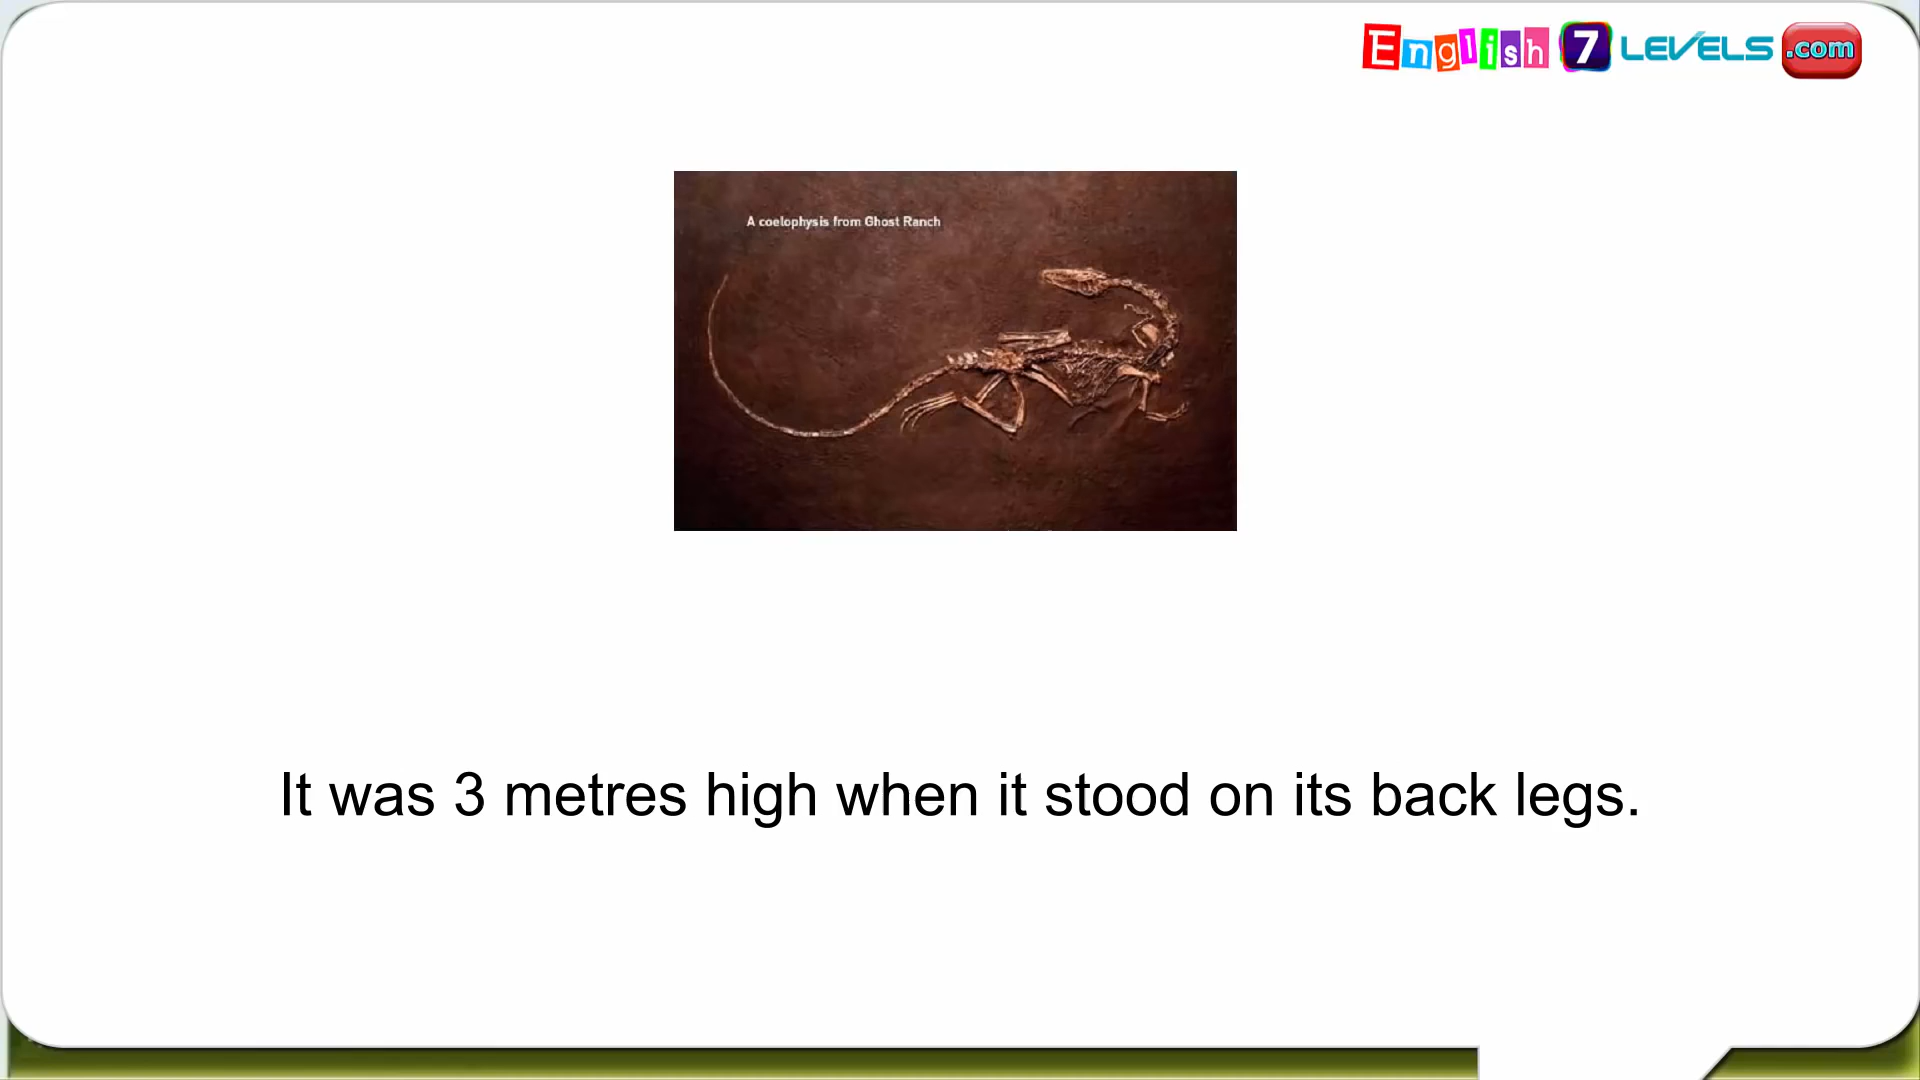 English 7 LEVELS .com
A coelophysis from Ghost Ranch
It was 3 metres high when it stood on its back legs.